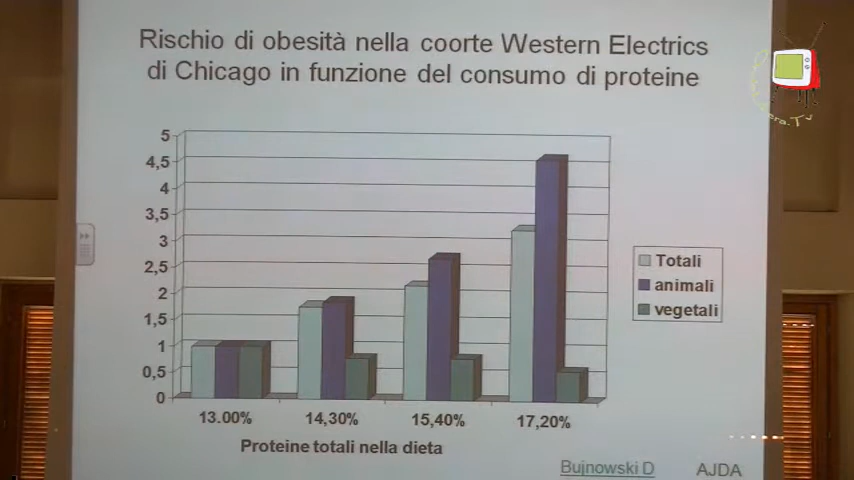 Rischio di obesità nella coorte Western Electrics
di Chicago in funzione del consumo di proteine
5
4,5
4
3,5
3
2,5
2
1,5
1
0,5
0
13.00%
14,30%
15,40%
17,20%
Proteine totali nella dieta
Totali
animali
vegetali
Bujnowski D
AJDA